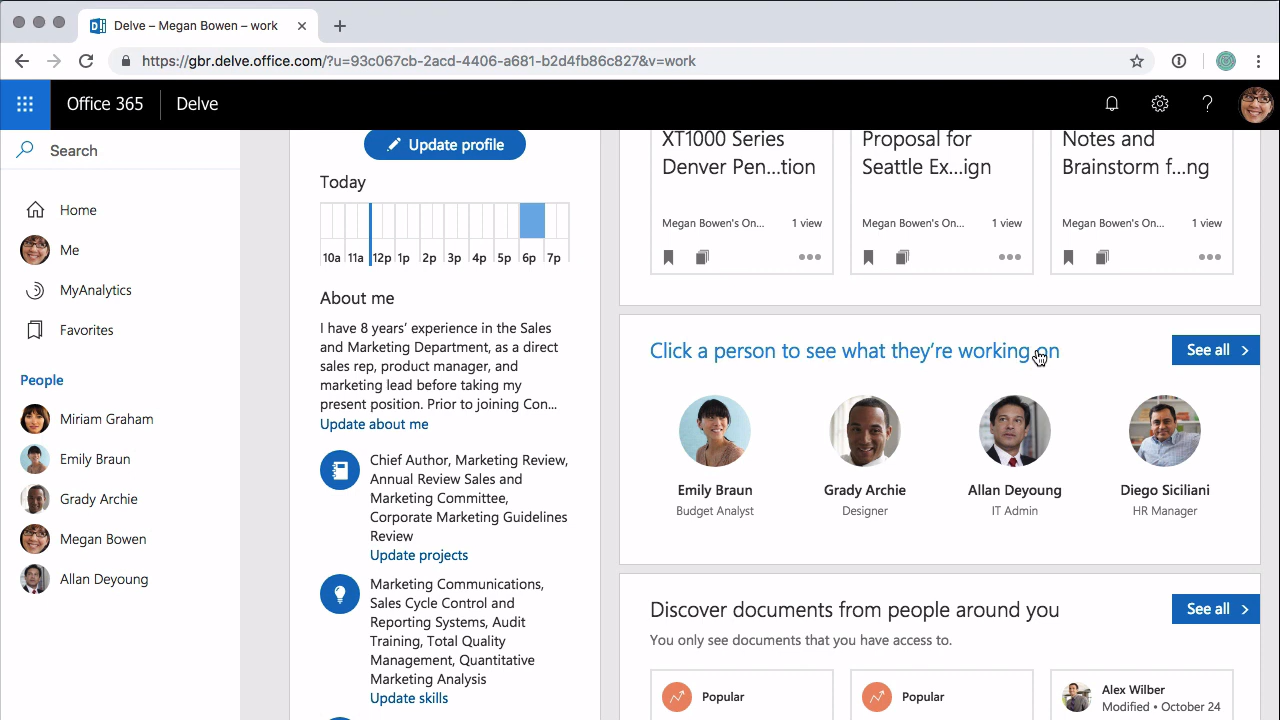 Delve – Megan Bowen – work
https://gbr.delve.office.com/?u=93c067cb-2acd-4406-a681-b2d4fb86c827&v=work
Office 365
Delve
Search
Home
Me
MyAnalytics
Favorites
People
Miriam Graham
Emily Braun
Grady Archie
Megan Bowen
Allan Deyoung
Update profile
Today
10a 11a 12p 1p 2p 3p 4p 5p 6p 7p
About me
I have 8 years’ experience in the Sales
and Marketing Department, as a direct
sales rep, product manager, and
marketing lead before taking my
present position. Prior to joining Con...
Update about me
Chief Author, Marketing Review,
Annual Review Sales and
Marketing Committee,
Corporate Marketing Guidelines
Review
Update projects
Marketing Communications,
Sales Cycle Control and
Reporting Systems, Audit
Training, Total Quality
Management, Quantitative
Marketing Analysis
Update skills
XT1000 Series
Denver Pen...tion
Megan Bowen's On... 1 view
Proposal for
Seattle Ex...ign
Megan Bowen's On... 1 view
Notes and
Brainstorm f...ng
Megan Bowen's On... 1 view
Click a person to see what they’re working on
See all
Emily Braun
Budget Analyst
Grady Archie
Designer
Allan Deyoung
IT Admin
Diego Siciliani
HR Manager
Discover documents from people around you
See all
You only see documents that you have access to.
Popular
Popular
Alex Wilber
Modified • October 24